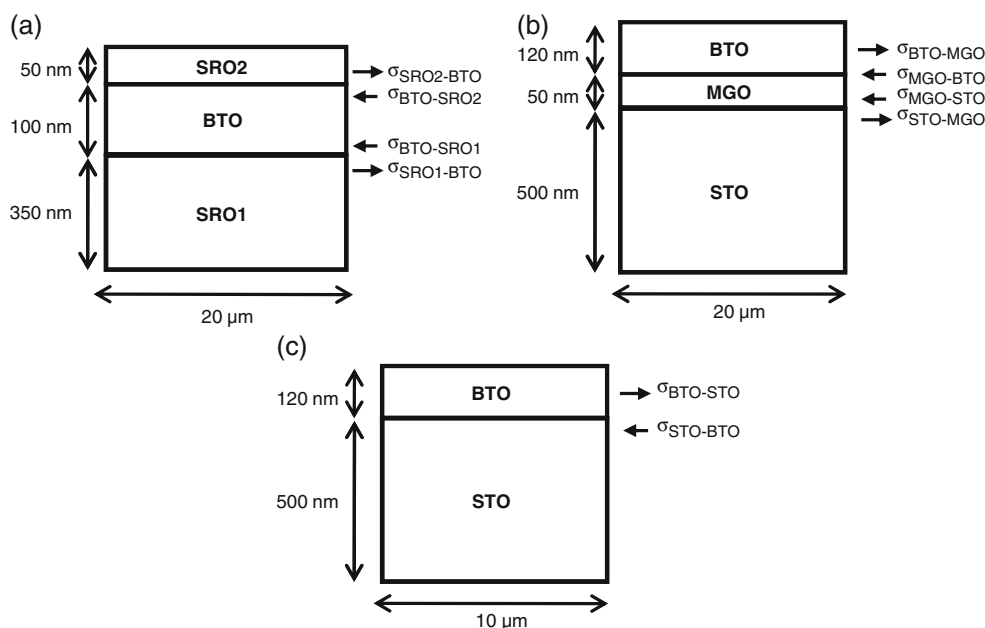 (a)
50 nm
SRO2
σSRO2-BTO
σBTO-SRO2
100 nm
BTO
σBTO-SRO1
σSRO1-BTO
350 nm
SRO1
20 µm
(b)
120 nm
BTO
σBTO-MGO
σMGO-BTO
50 nm
MGO
σMGO-STO
σSTO-MGO
500 nm
STO
20 µm
(c)
120 nm
BTO
σBTO-STO
σSTO-BTO
500 nm
STO
10 µm